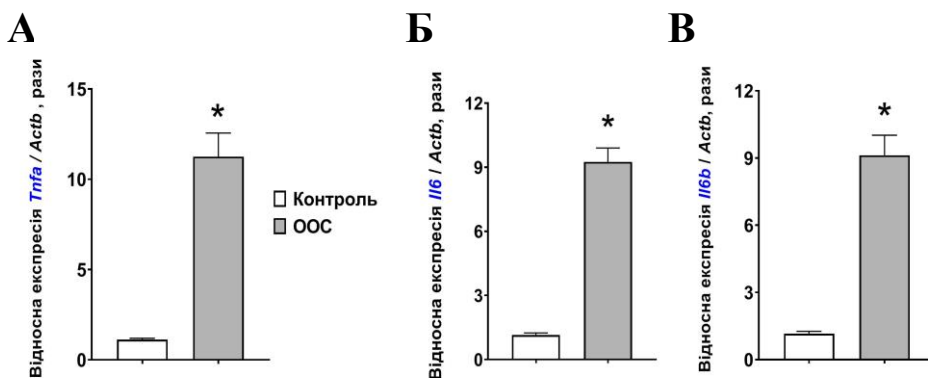 А
Б
В
Відносна експресія Tnfa / Actb , рази
15
10
5
0
*
Контроль
ООС
Відносна експресія Il6 / Actb, рази
12
9
6
3
0
*
Відносна експресія Il6b / Actb, рази
12
9
6
3
0
*